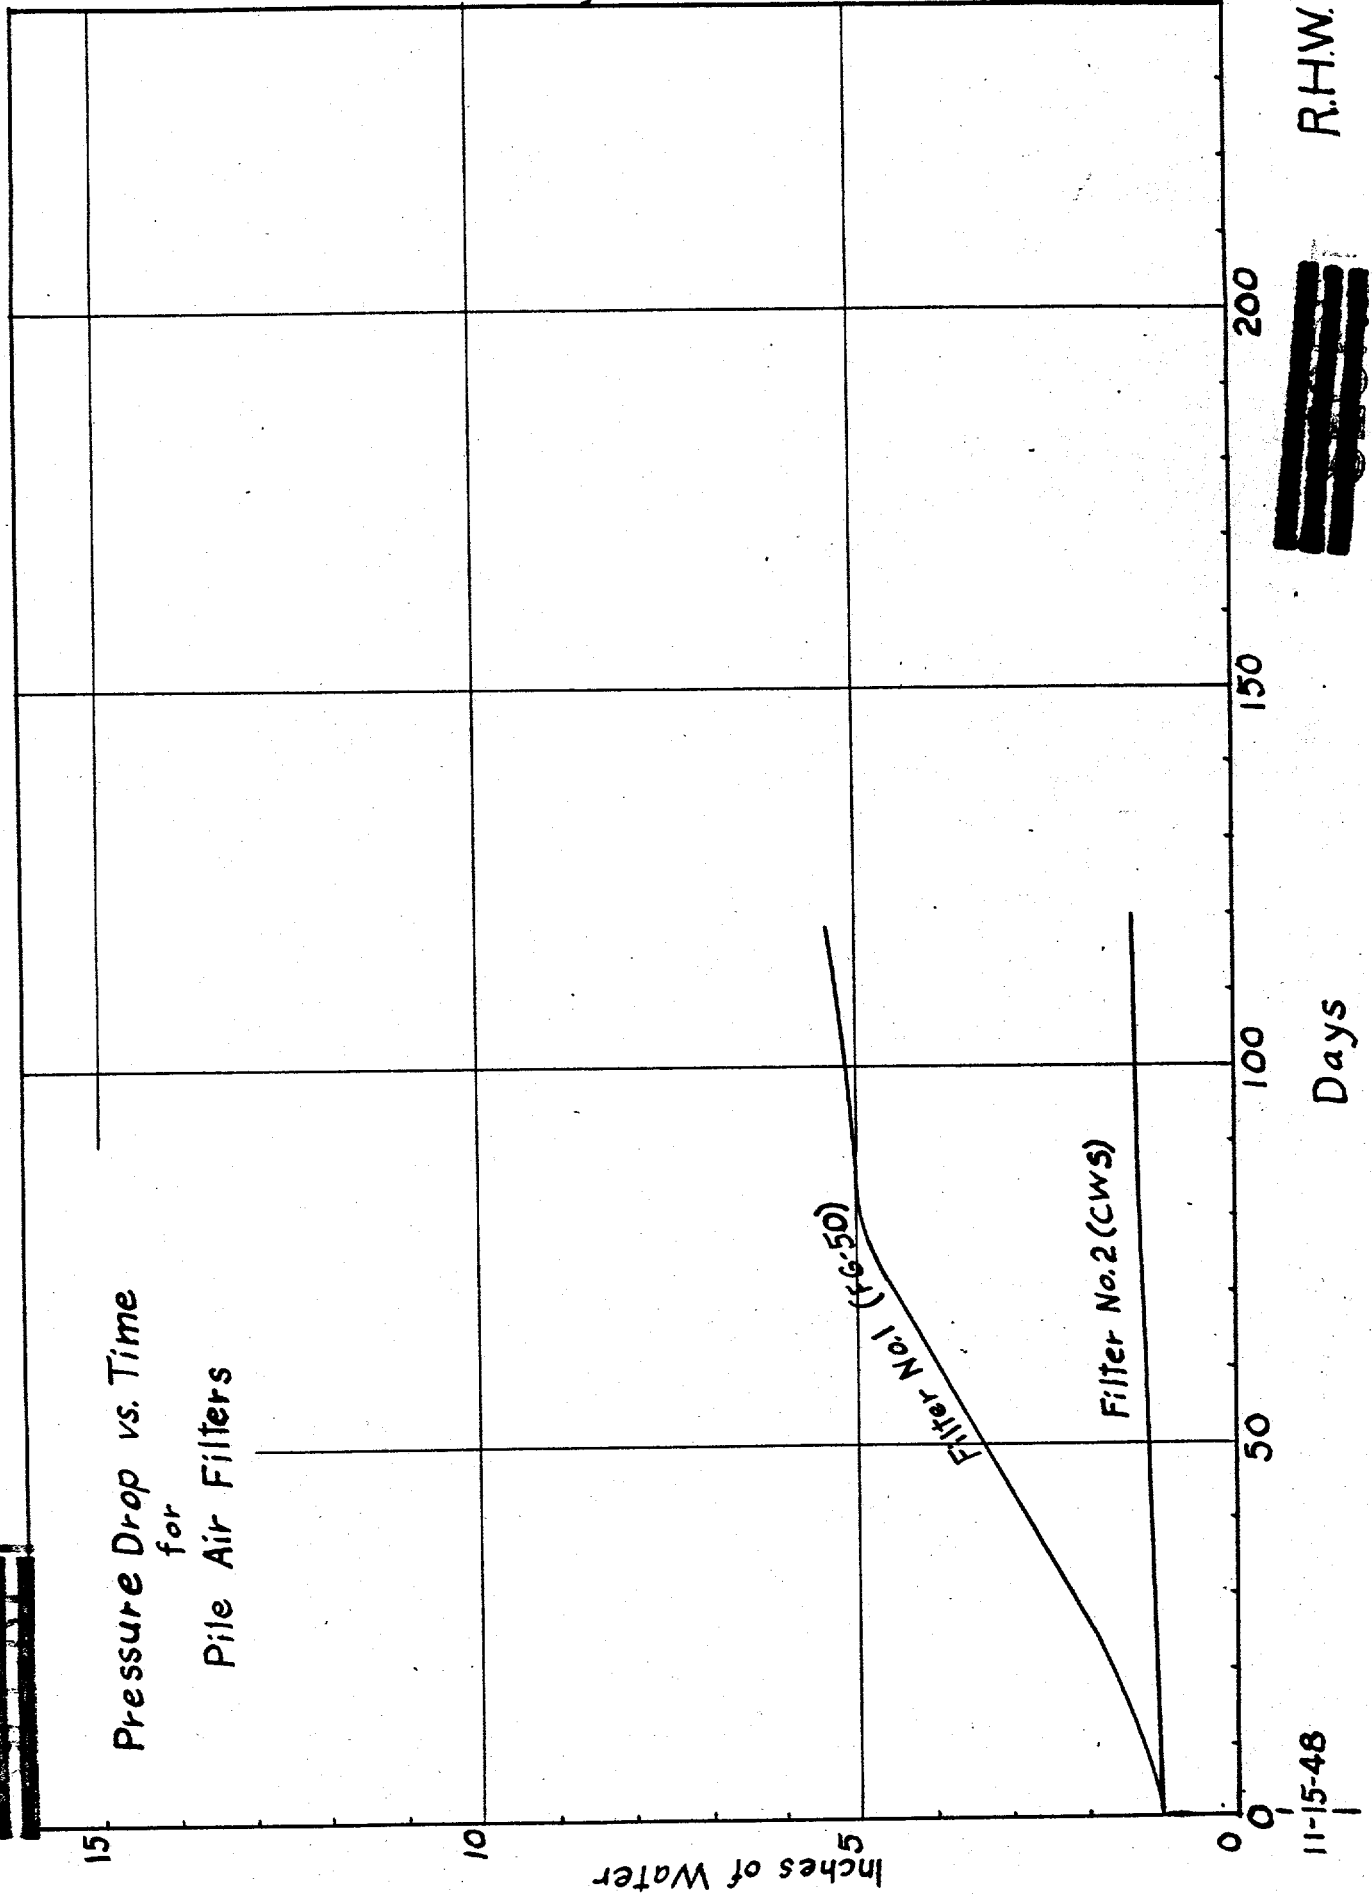 Pressure Drop vs. Time
for
Pile Air Filters
Inches of Water
15
10
5
0
Filter No.1 (FG-50)
Filter No.2 (CWS)
0
50
100
150
200
11-15-48
Days
R.H.W.